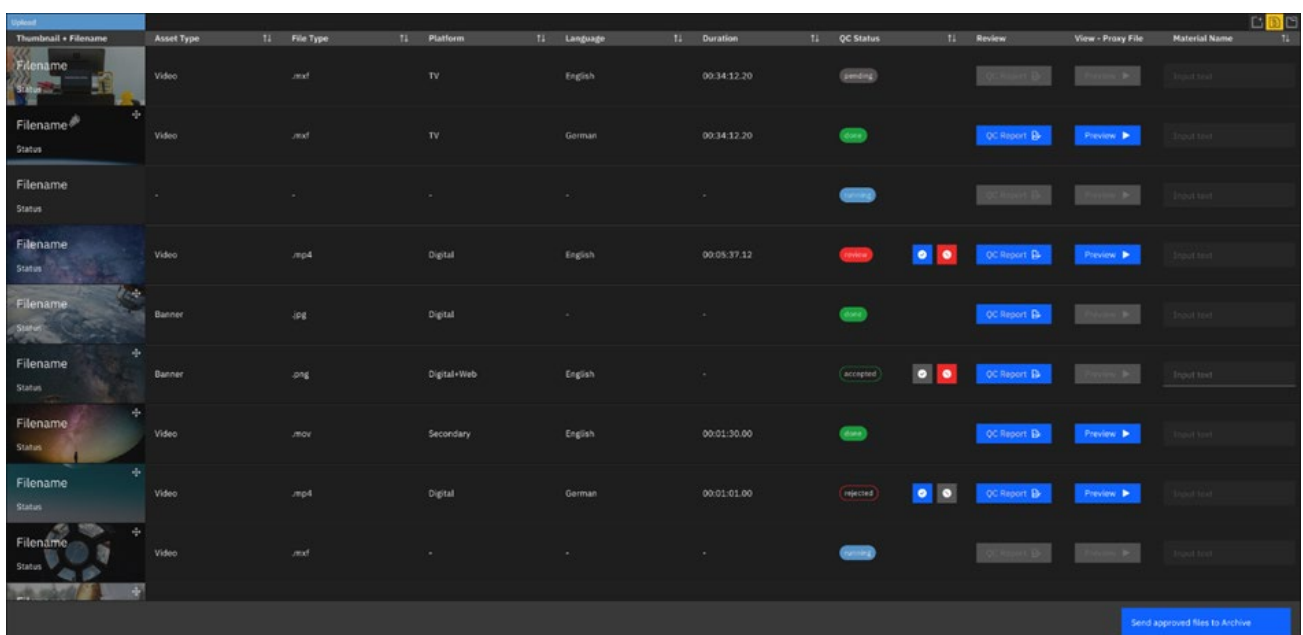 Upload
Thumbnail + Filename Asset Type File Type Platform Language Duration QC Status Review View - Proxy File Material Name
Filename
Status
Video .mxf TV English 00:34:12.20 pending QC Report Preview Input text
Filename
Status
Video .mxf TV German 00:34:12.20 done QC Report Preview Input text
Filename
Status
- - - - - running QC Report Preview Input text
Filename
Status
Video .mp4 Digital English 00:05:37.12 review QC Report Preview Input text
Filename
Status
Banner .jpg Digital - - done QC Report Preview Input text
Filename
Status
Banner .png Digital+Web English - accepted QC Report Preview Input text
Filename
Status
Video .mov Secondary English 00:01:30.00 done QC Report Preview Input text
Filename
Status
Video .mp4 Digital German 00:01:01.00 rejected QC Report Preview Input text
Filename
Status
Video .mxf - - - running QC Report Preview Input text
Send approved files to Archive